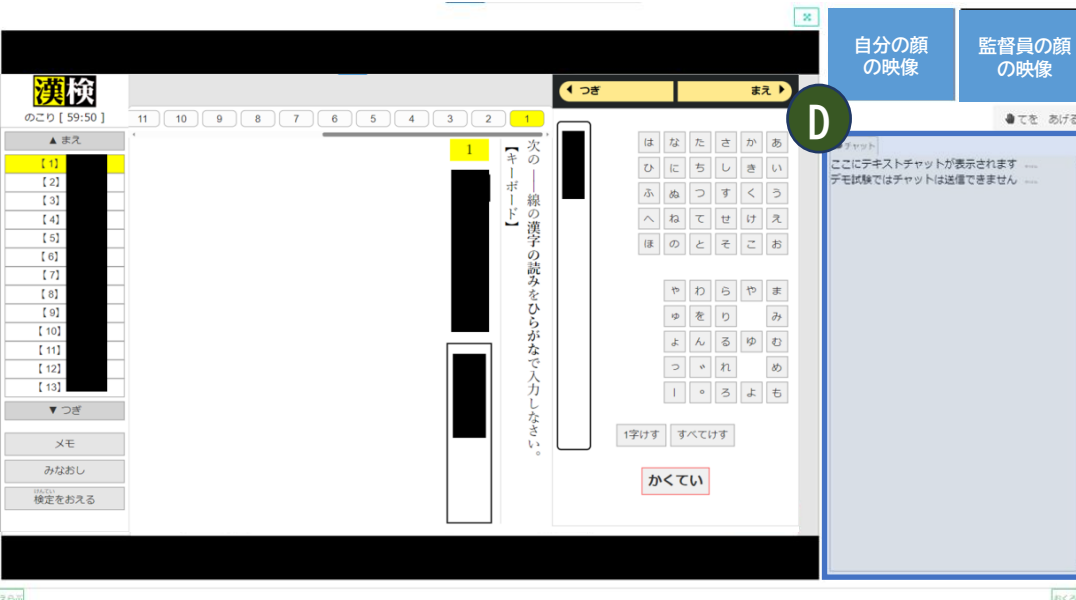 自分の顔
の映像
監督員の顔
の映像
漢検
のこり [ 59:50 ]
▲ まえ
【 1】
【 2】
【 3】
【 4】
【 5】
【 6】
【 7】
【 8】
【 9】
【 10】
【 11】
【 12】
【 13】
▼ つぎ
メモ
みなおし
けんてい
検定をおえる
11 10 9 8 7 6 5 4 3 2 1
1
次の――線の漢字の読みをひらがなで入力しなさい。
【キーボード】
つぎ
まえ
は な た さ か あ
ひ に ち し き い
ふ ぬ つ す く う
へ ね て せ け え
ほ の と そ こ お
ゃ わ ら や ま
ゅ を り み
ょ ん る ゆ む
っ ゛ れ め
ー ゜ ろ よ も
1字けす すべてけす
かくてい
D
てを あげる
チャット
ここにテキストチャットが表示されます
デモ試験ではチャットは送信できません